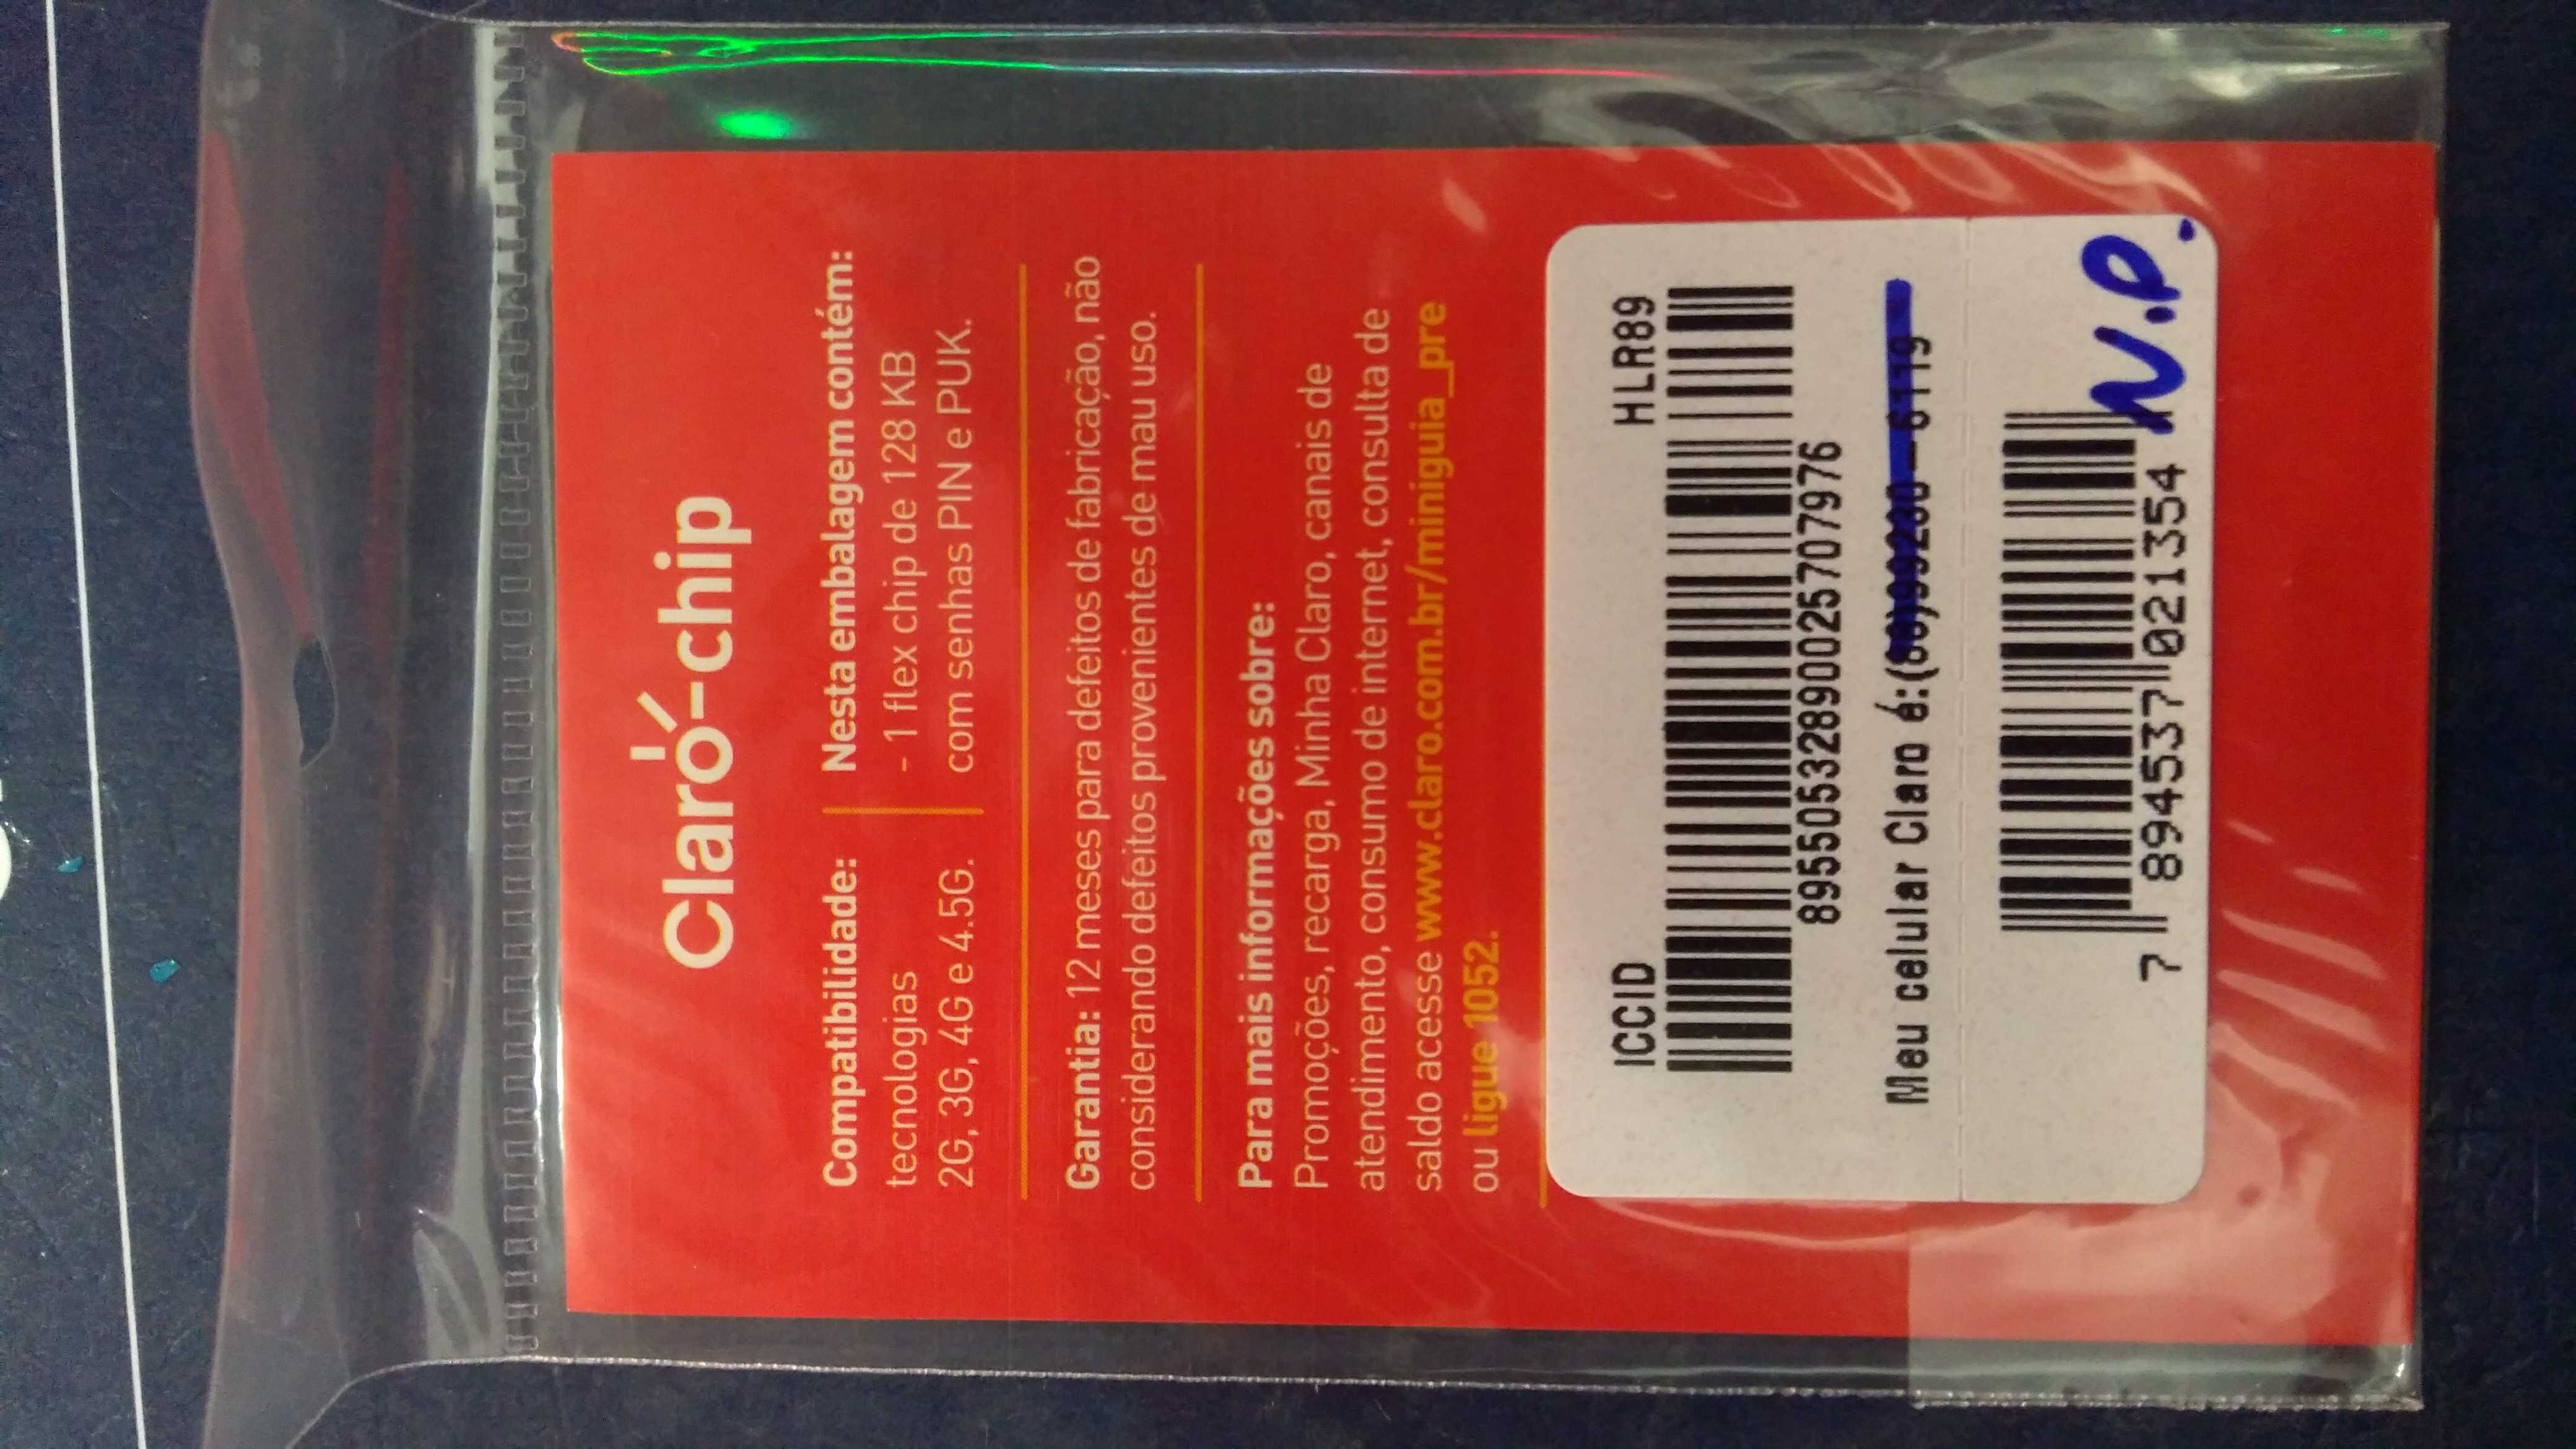 Claro-chip
Compatibilidade:
tecnologias
2G, 3G, 4G e 4.5G.
Nesta embalagem contém:
- 1 flex chip de 128 KB
com senhas PIN e PUK.
Garantia: 12 meses para defeitos de fabricação, não
considerando defeitos provenientes de mau uso.
Para mais informações sobre:
Promoções, recarga, Minha Claro, canais de
atendimento, consumo de internet, consulta de
saldo acesse www.claro.com.br/miniguia_pre
ou ligue 1052.
ICCID HLR89
89550532890025707976
Meu celular Claro é:
7 894537 021354
N.P.